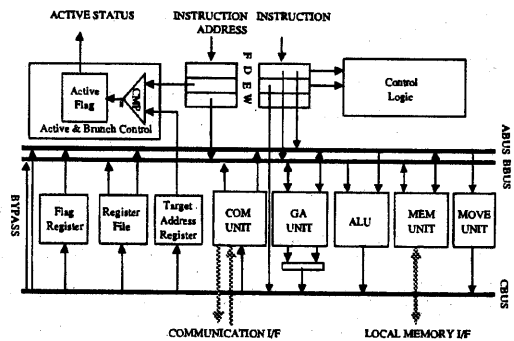 ACTIVE STATUS
INSTRUCTION
ADDRESS
INSTRUCTION
F
D
E
W
Active
Flag
CMP
Active & Brunch Control
Control
Logic
ABUS
BBUS
BYPASS
Flag
Register
Register
File
Target
Address
Register
COM
UNIT
GA
UNIT
ALU
MEM
UNIT
MOVE
UNIT
CBUS
COMMUNICATION I/F
LOCAL MEMORY I/F